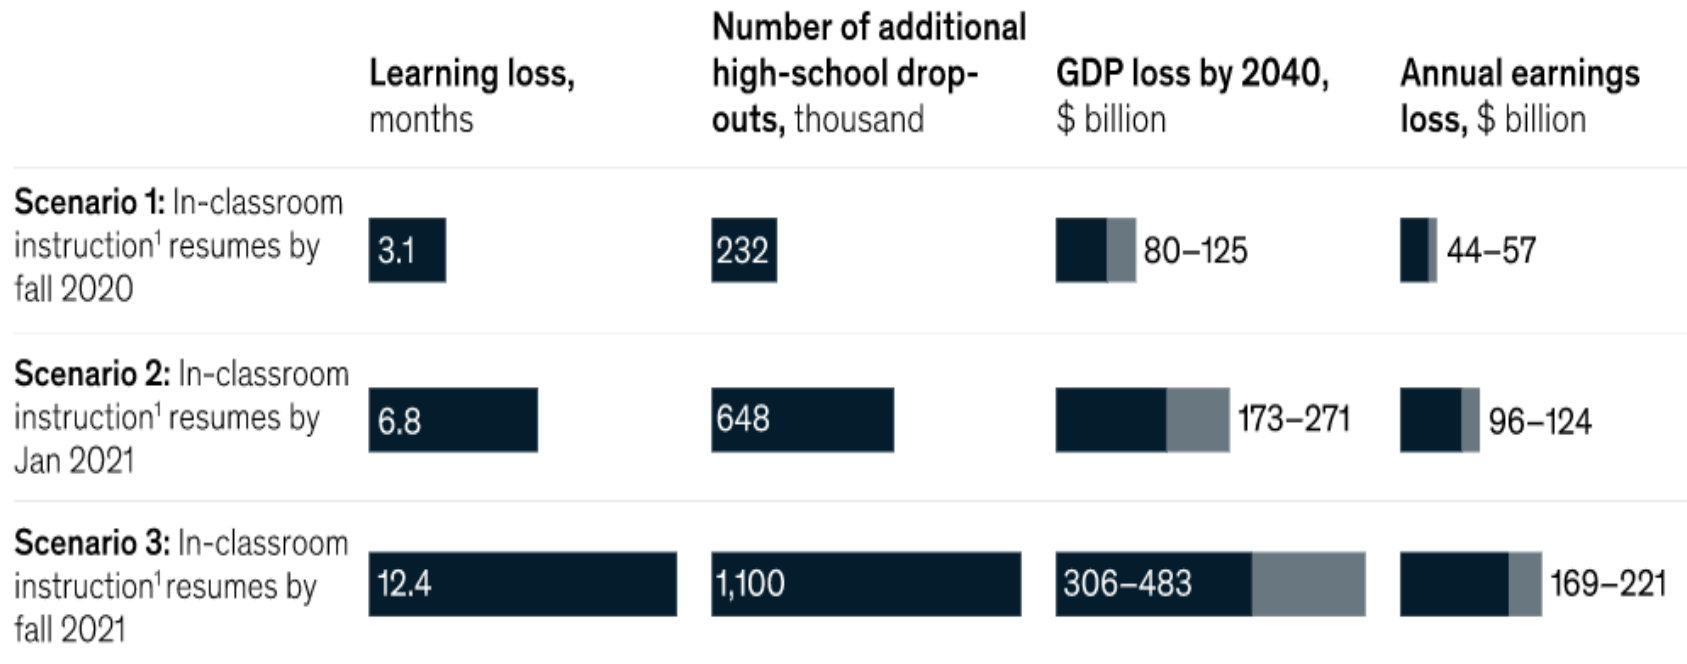 Learning loss,
months
Number of additional
high-school drop-
outs, thousand
GDP loss by 2040,
$ billion
Annual earnings
loss, $ billion
Scenario 1: In-classroom
instruction¹ resumes by
fall 2020
3.1
232
80–125
44–57
Scenario 2: In-classroom
instruction¹ resumes by
Jan 2021
6.8
648
173–271
96–124
Scenario 3: In-classroom
instruction¹ resumes by
fall 2021
12.4
1,100
306–483
169–221